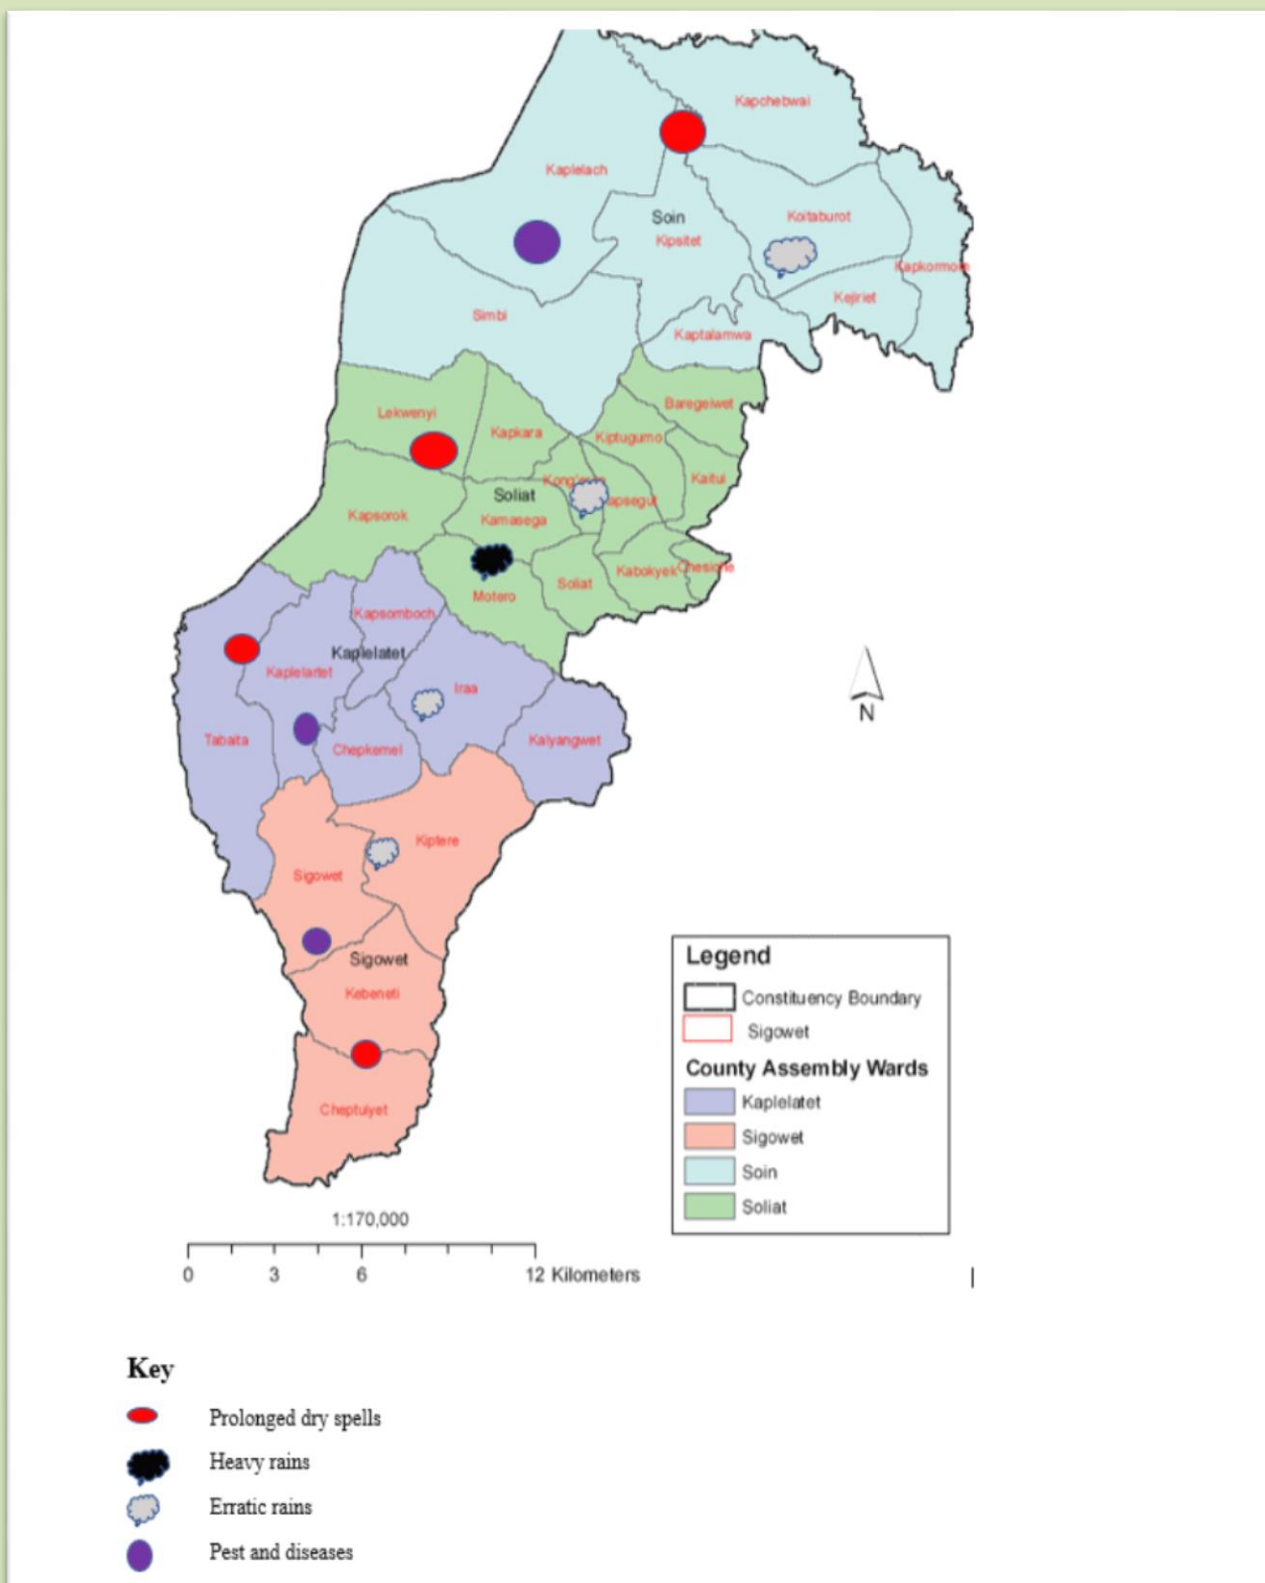 Kapchebwai
Kaplelach
Soin
Koitaburot
Kipsitet
Kapkormore
Kejiriet
Simbi
Kaptalamwa
Baregeiwet
Lekwenyi
Kapkara
Kiptugumo
Kaitui
Soliat
apsegut
Kapsorok
Kamasega
Kabokyek
Chesiche
Soliat
Motero
Kapsomboch
Kaplelatet
Kaplelartet
Iraa
Tabaita
Chepkemel
Kalyangwet
Kiptere
Sigowet
Sigowet
Kebeneti
Cheptuiyet
N
Legend
Constituency Boundary
Sigowet
County Assembly Wards
Kaplelatet
Sigowet
Soin
Soliat
1:170,000
0 3 6 12 Kilometers
Key
Prolonged dry spells
Heavy rains
Erratic rains
Pest and diseases